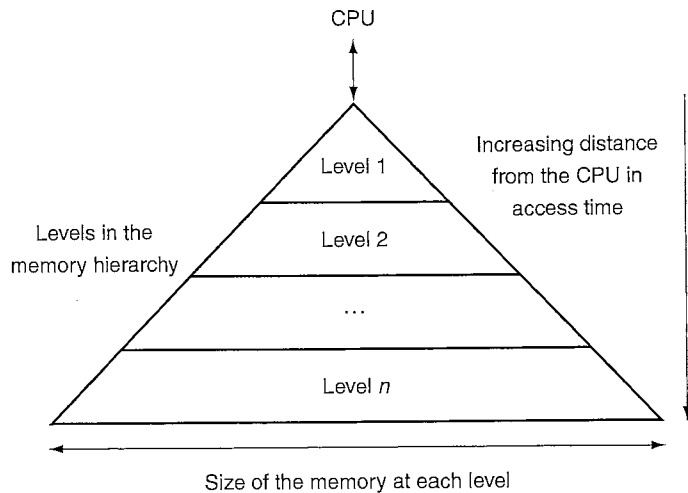 CPU
Level 1
Increasing distance
from the CPU in
access time
Levels in the
memory hierarchy
Level 2
...
Level n
Size of the memory at each level